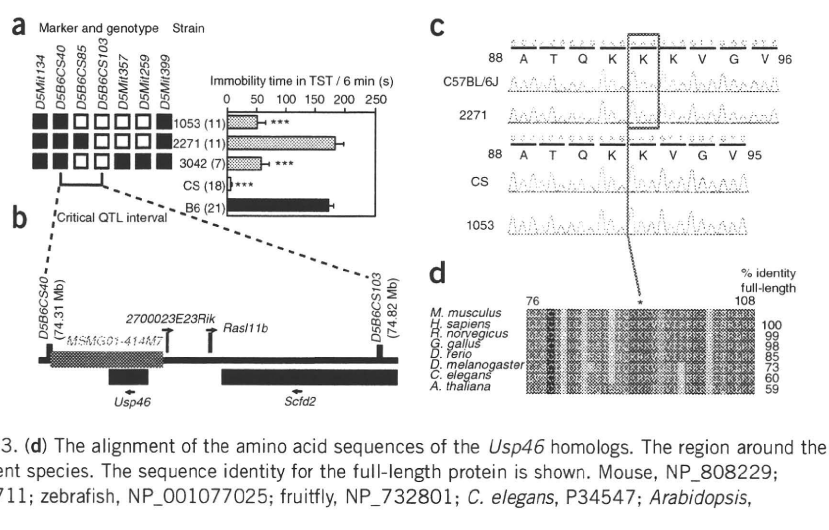 a
Marker and genotype Strain
D5Mit134
D5B6CS40
D5B6CS85
D5B6CS103
D5Mit357
D5Mit259
D5Mit399
Immobility time in TST / 6 min (s)
0 50 100 150 200 250
1053 (11) ***
2271 (11)
3042 (7) ***
CS (18) ***
B6 (21)
Critical QTL interval
b
D5B6CS40
(74.31 Mb)
D5B6CS103
(74.82 Mb)
2700023E23Rik
Rasl11b
MSMG01-414M7
Usp46
Scfd2
c
88 A T Q K K K V G V 96
C57BL/6J
2271
88 A T Q K K V G V 95
CS
1053
d
% identity
full-length
76 * 108
M. musculus
H. sapiens 100
R. norvegicus 99
G. gallus 98
D. rerio 85
D. melanogaster 73
C. elegans 60
A. thaliana 59
3. (d) The alignment of the amino acid sequences of the Usp46 homologs. The region around the
ent species. The sequence identity for the full-length protein is shown. Mouse, NP_808229;
711; zebrafish, NP_001077025; fruitfly, NP_732801; C. elegans, P34547; Arabidopsis,